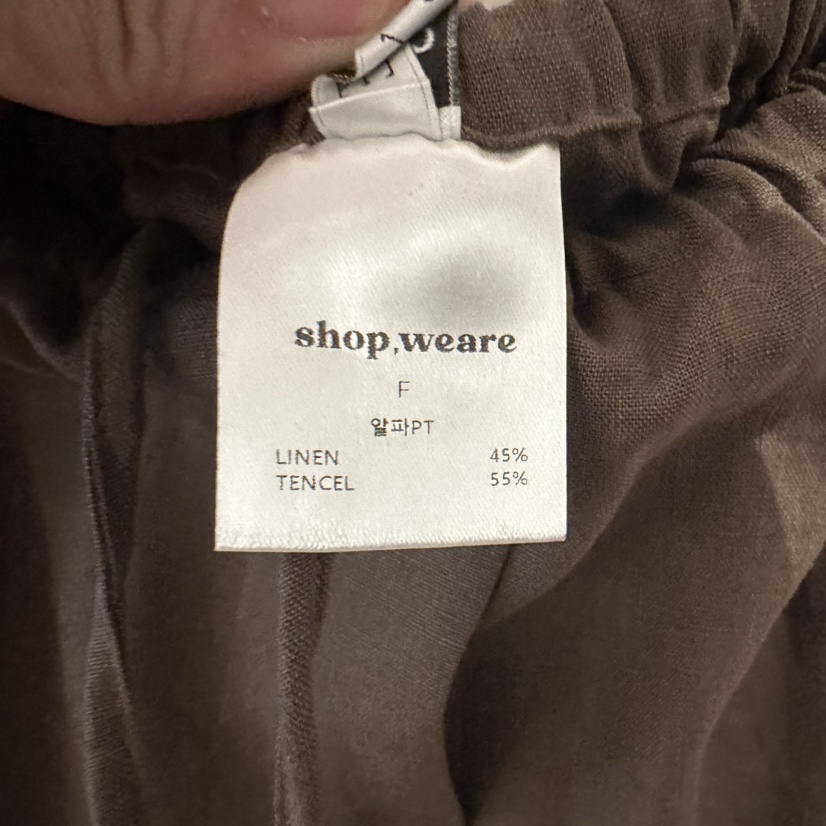 shop,weare
F
알파PT
LINEN 45%
TENCEL 55%